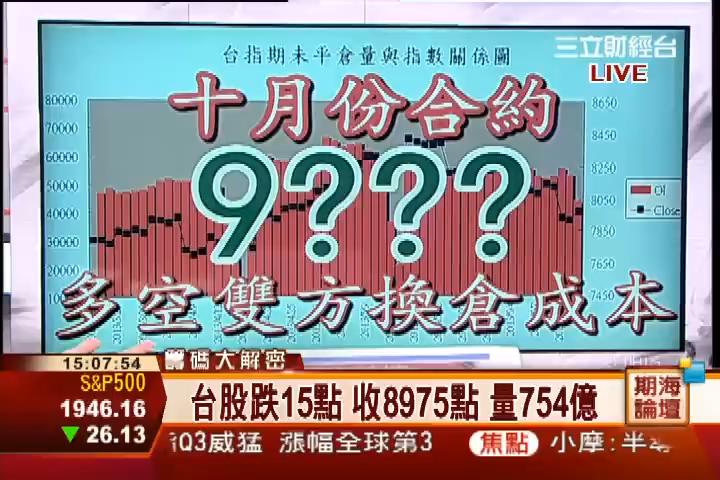 台指期未平倉量與指數關係圖
三立財經台
LIVE
十月份合約
9???
多空雙方換倉成本
80000
70000
60000
50000
40000
30000
20000
8650
8450
8250
8050
7850
7650
7450
OI
Close
15:07:54
籌碼大解密
S&P500
1946.16
▼ 26.13
台股跌15點 收8975點 量754億
期海
論壇
Q3威猛 漲幅全球第3
焦點
小摩:半